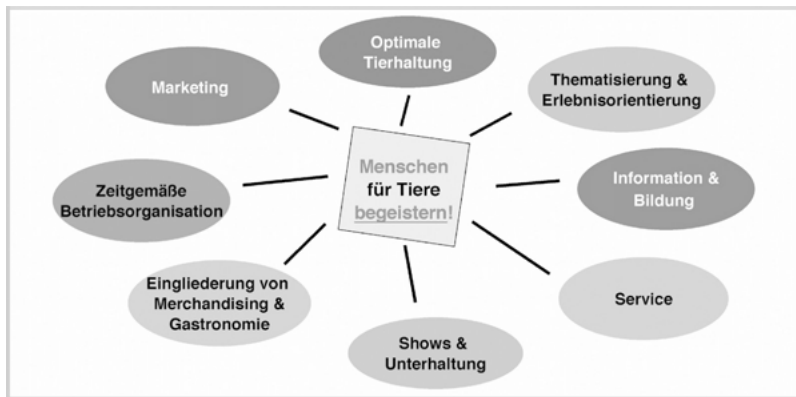 Optimale
Tierhaltung
Thematisierung &
Erlebnisorientierung
Information &
Bildung
Service
Shows &
Unterhaltung
Eingliederung von
Merchandising &
Gastronomie
Zeitgemäße
Betriebsorganisation
Marketing
Menschen
für Tiere
begeistern!